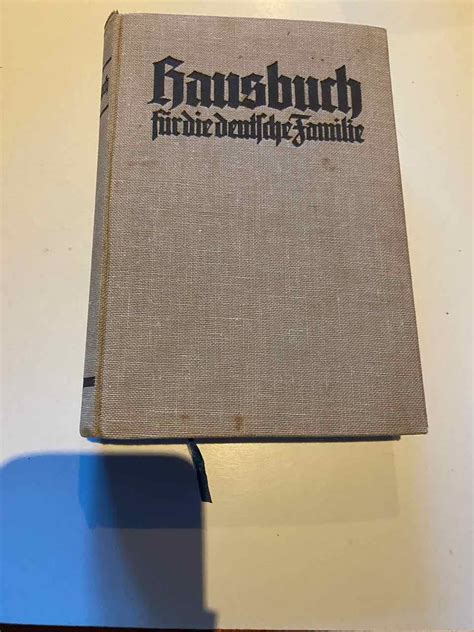 Hausbuch
für die deutsche Familie